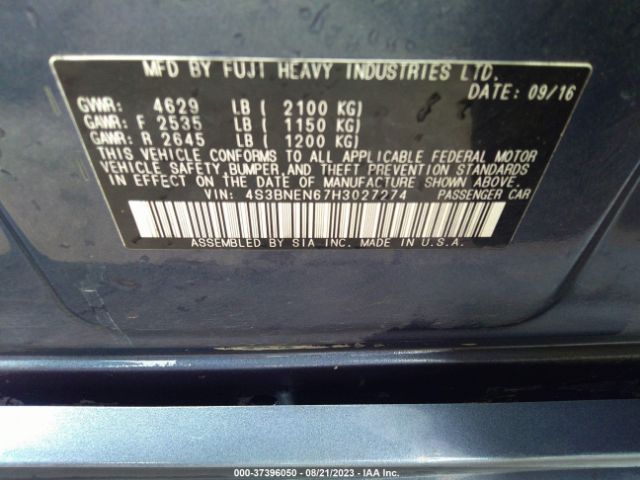 MFD BY FUJI HEAVY INDUSTRIES LTD.
DATE: 09/16
GVWR: 4629 LB ( 2100 KG)
GAWR: F 2535 LB ( 1150 KG)
GAWR: R 2645 LB ( 1200 KG)
THIS VEHICLE CONFORMS TO ALL APPLICABLE FEDERAL MOTOR
VEHICLE SAFETY, BUMPER, AND THEFT PREVENTION STANDARDS
IN EFFECT ON THE DATE OF MANUFACTURE SHOWN ABOVE.
VIN: 4S3BNEN67H3027274 PASSENGER CAR
ASSEMBLED BY SIA INC. MADE IN U.S.A.
000-37396050 - 08/21/2023 - IAA Inc.